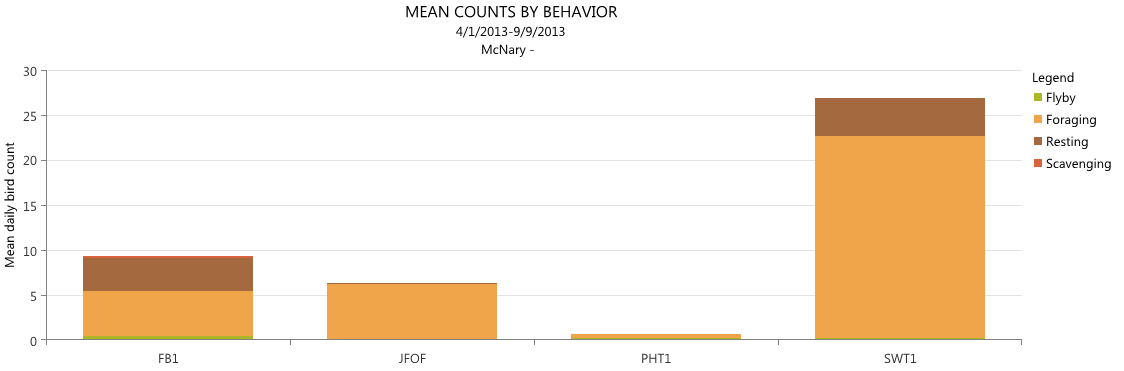 MEAN COUNTS BY BEHAVIOR
4/1/2013-9/9/2013
McNary -
Mean daily bird count
30
25
20
15
10
5
0
FB1
JFOF
PHT1
SWT1
Legend
Flyby
Foraging
Resting
Scavenging